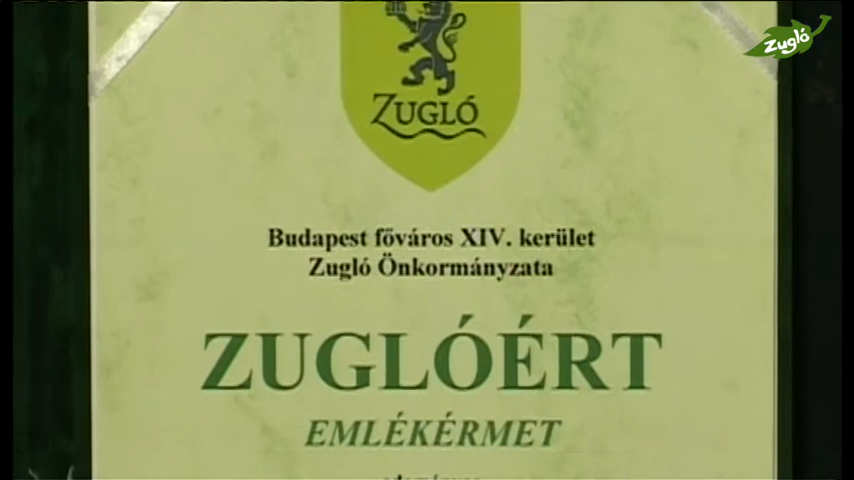 Zugló
ZUGLÓ
Budapest főváros XIV. kerület
Zugló Önkormányzata
ZUGLÓÉRT
EMLÉKÉRMET